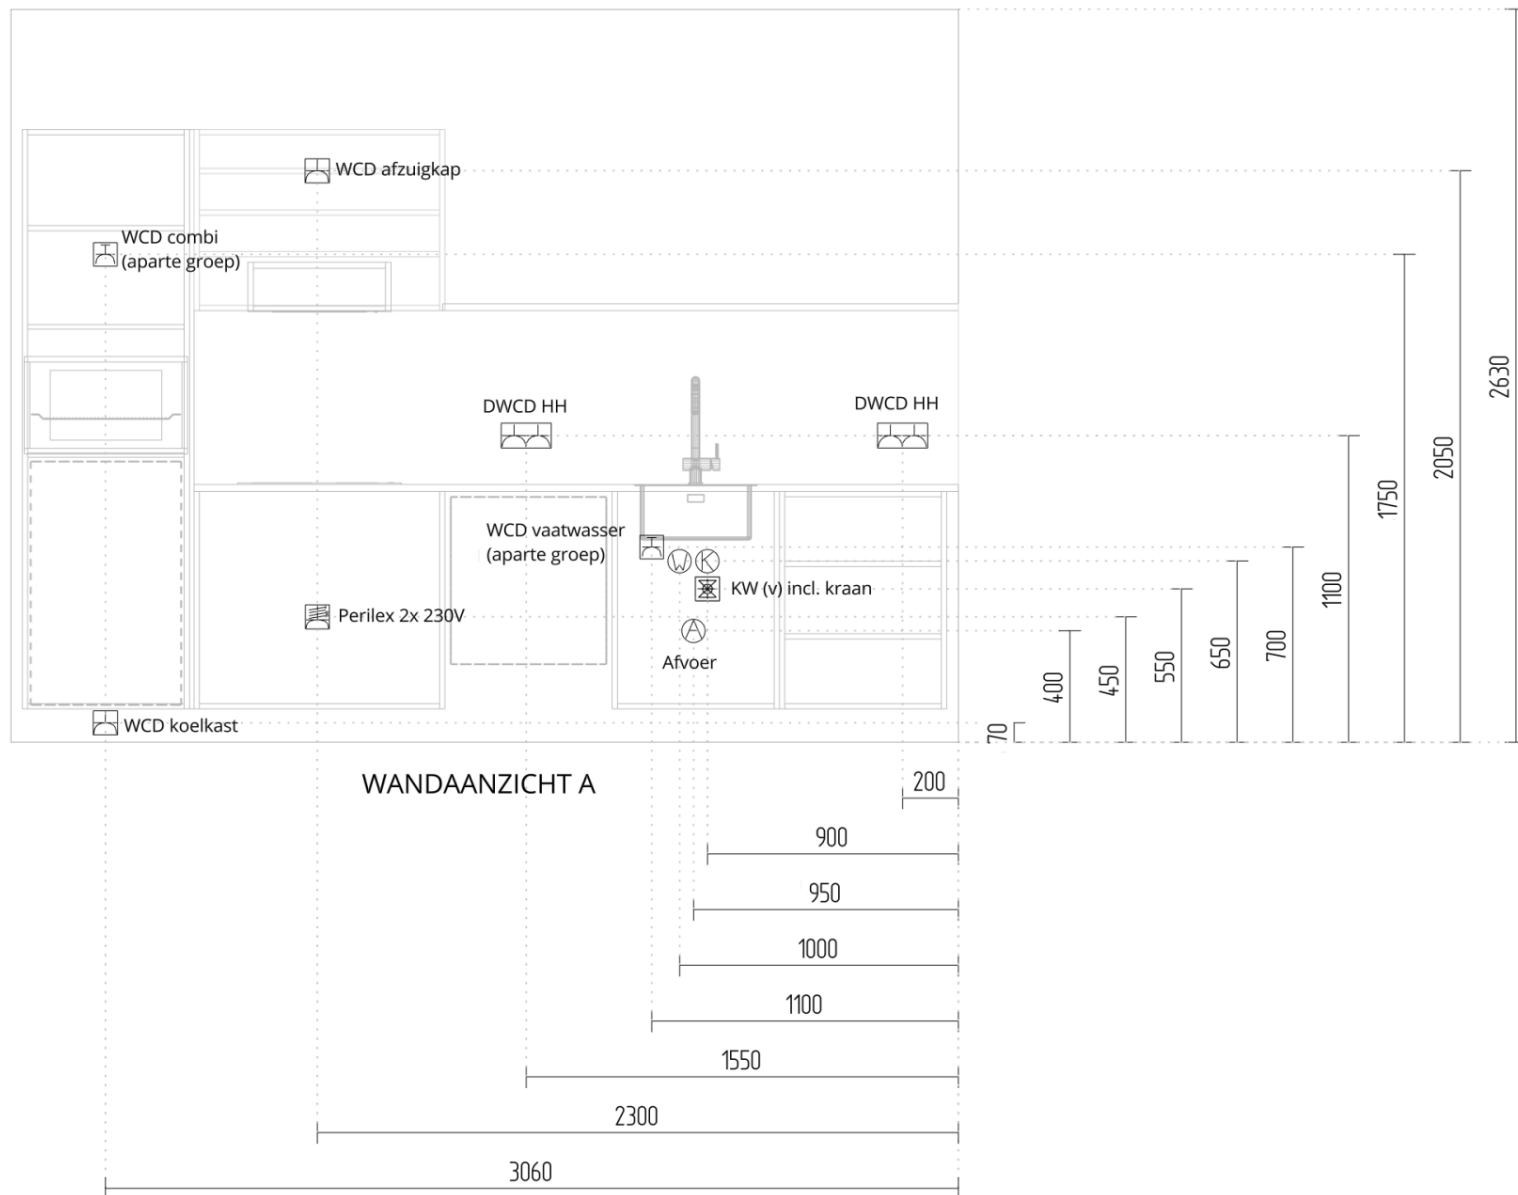 WCD afzuigkap
WCD combi
(aparte groep)
DWCD HH
DWCD HH
WCD vaatwasser
(aparte groep)
W
K
KW (v) incl. kraan
Perilex 2x 230V
A
Afvoer
WCD koelkast
2630
2050
1750
1100
700
650
550
450
400
70
WANDAANZICHT A
200
900
950
1000
1100
1550
2300
3060